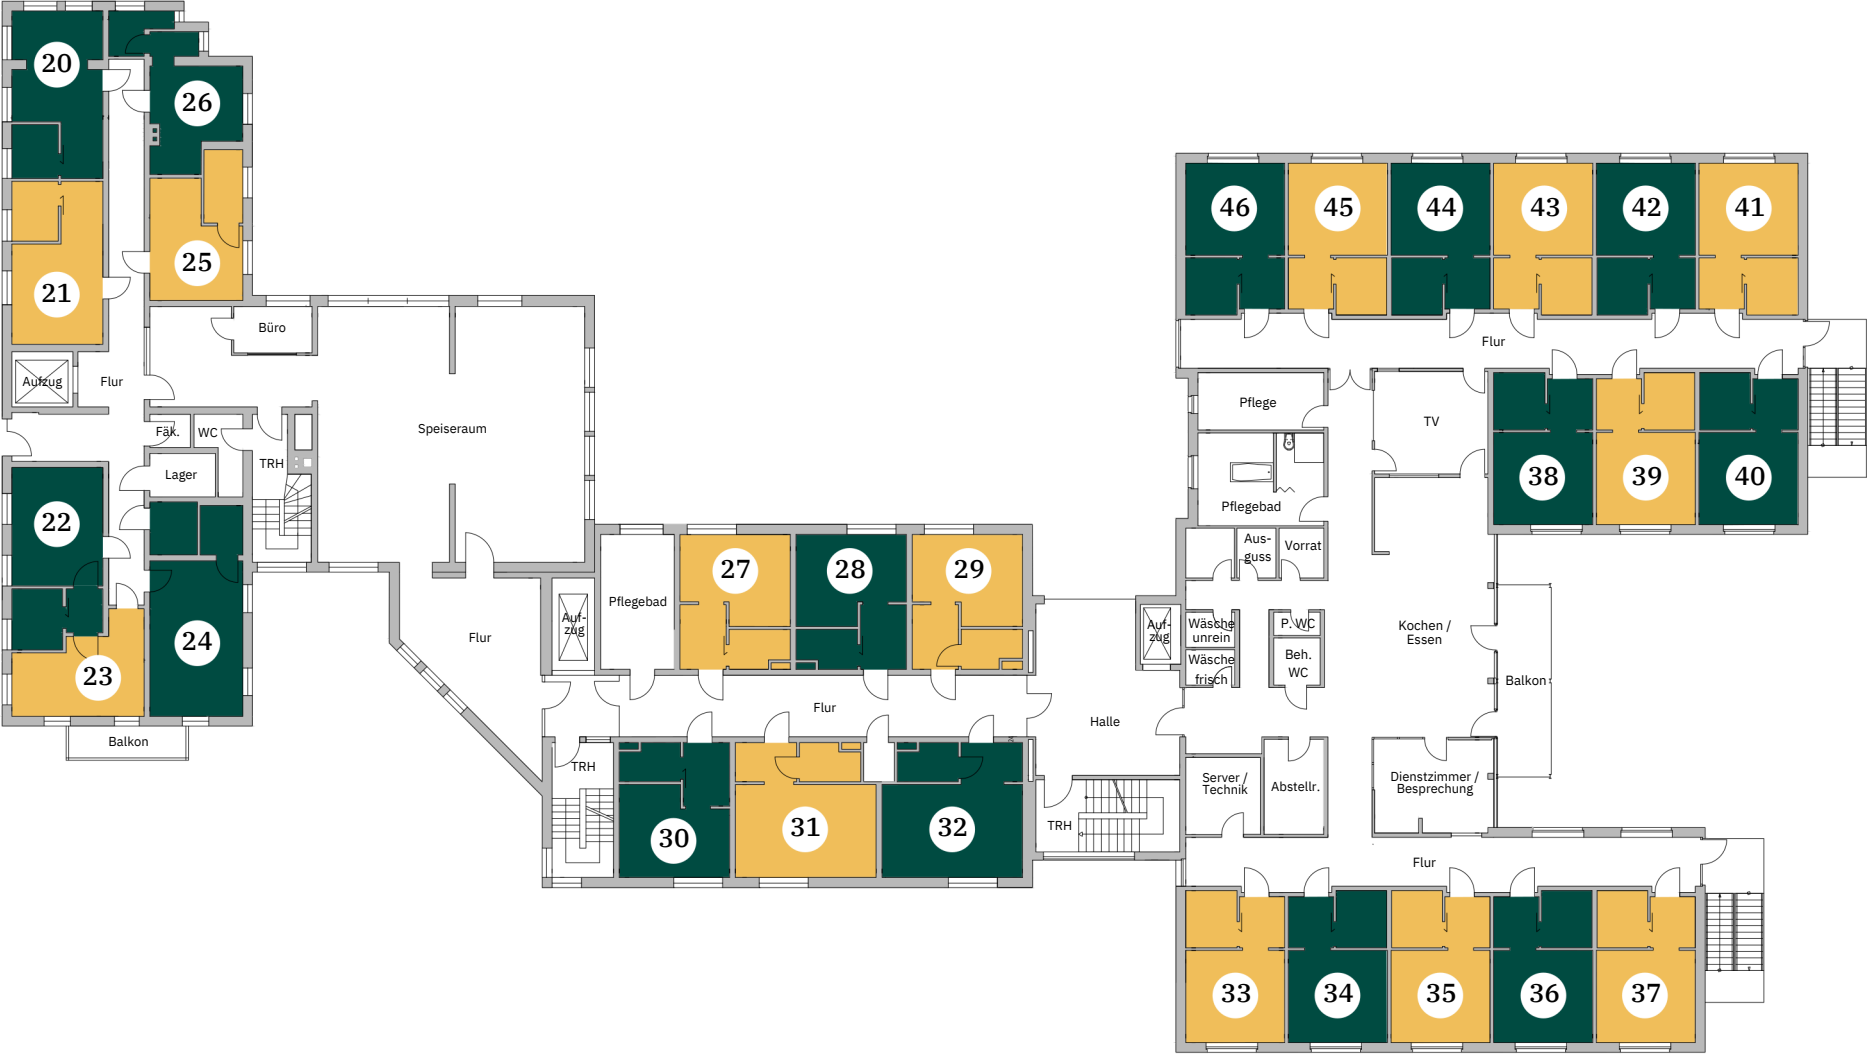 20
26
25
21
Büro
Aufzug
Flur
Fäk.
WC
Lager
TRH
Speiseraum
22
24
23
Balkon
Flur
Auf-
zug
Pflegebad
27
28
29
Flur
TRH
30
31
32
Halle
TRH
Auf-
zug
46
45
44
43
42
41
Flur
Pflege
TV
Pflegebad
38
39
40
Aus-
guss
Vorrat
Wäsche
unrein
Wäsche
frisch
P. WC
Beh.
WC
Kochen /
Essen
Balkon
Server /
Technik
Abstellr.
Dienstzimmer /
Besprechung
Flur
33
34
35
36
37